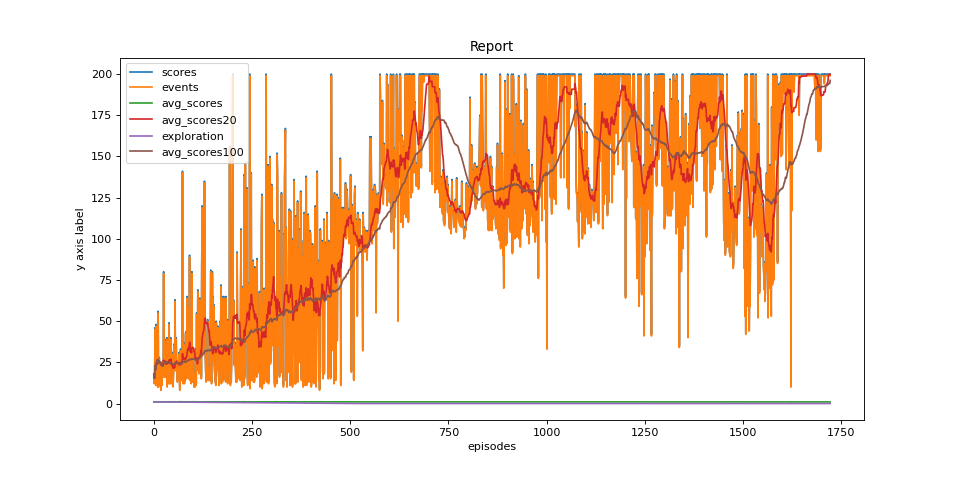 Report
200
175
150
125
100
75
50
25
0
y axis label
scores
events
avg_scores
avg_scores20
exploration
avg_scores100
0
250
500
750
1000
1250
1500
1750
episodes